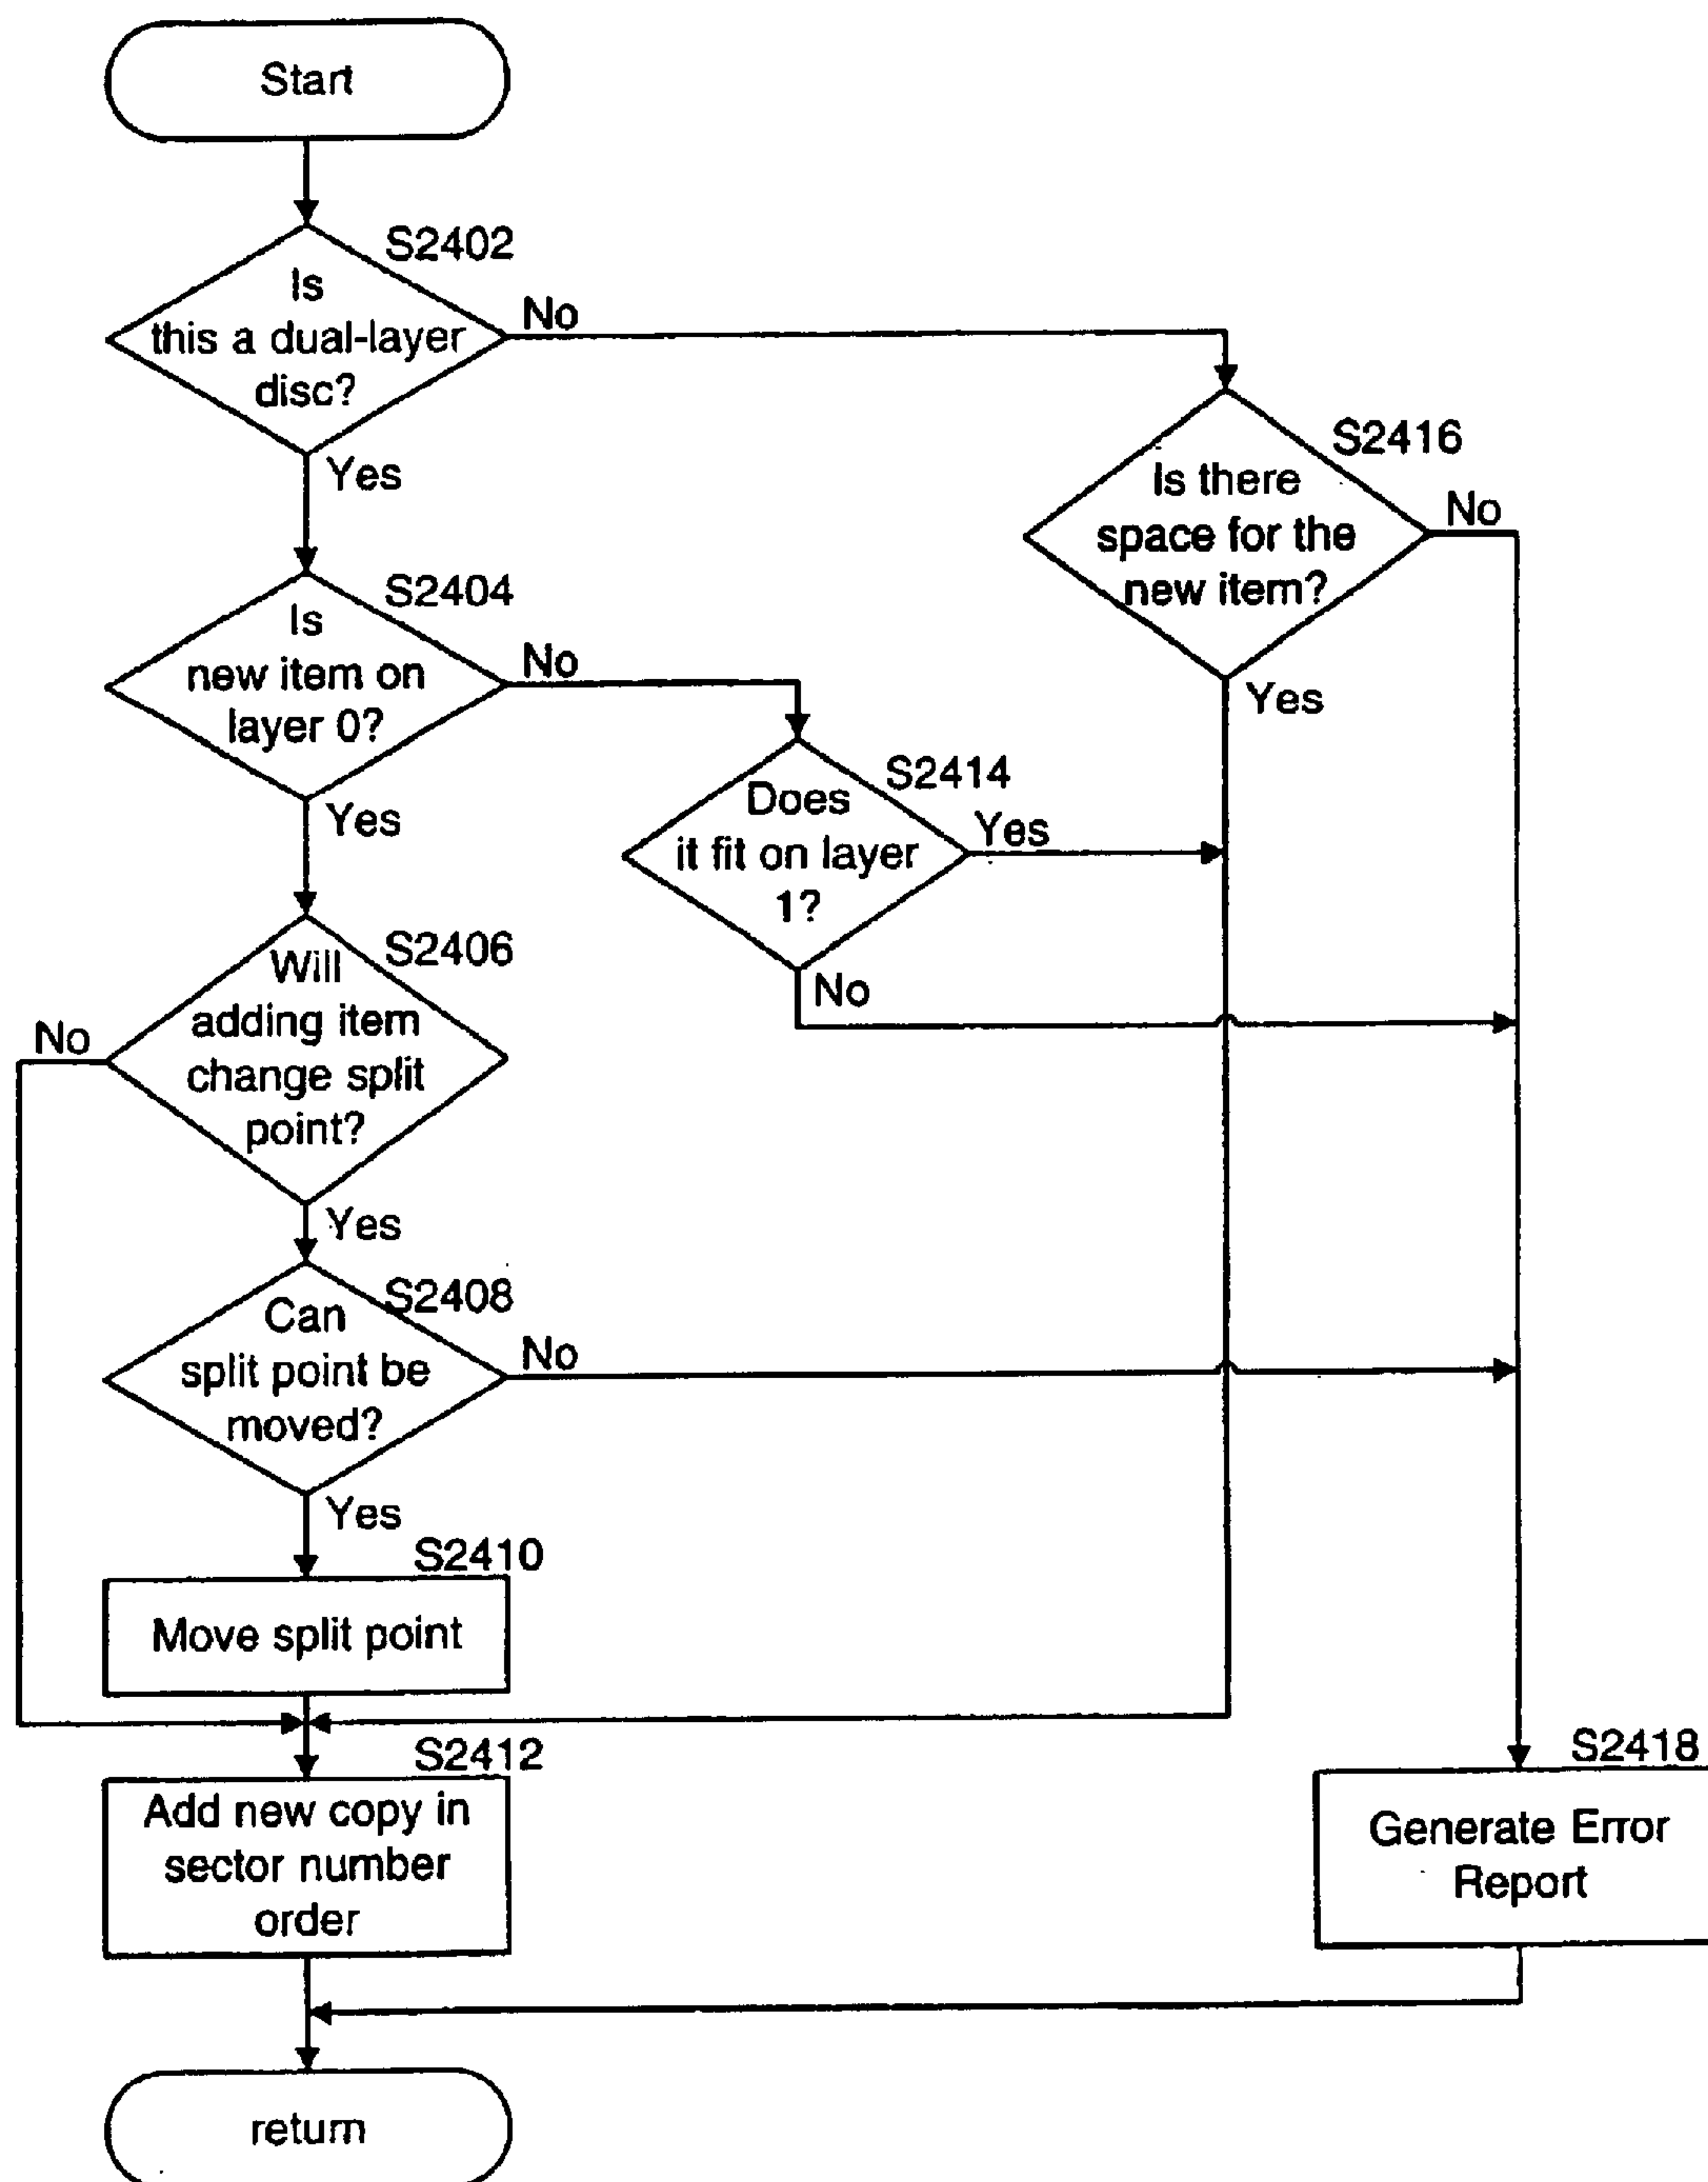 Start
S2402
Is
this a dual-layer
disc?
No
Yes
S2416
Is there
space for the
new item?
No
Yes
S2404
Is
new item on
layer 0?
No
Yes
S2414
Does
it fit on layer
1?
Yes
No
S2406
Will
adding item
change split
point?
No
Yes
S2408
Can
split point be
moved?
No
Yes
S2410
Move split point
S2412
Add new copy in
sector number
order
S2418
Generate Error
Report
return